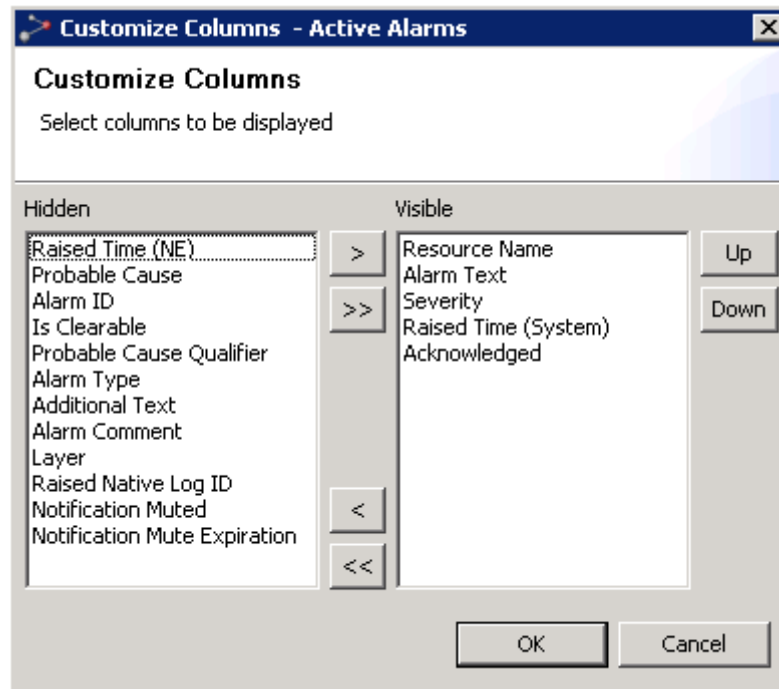 Customize Columns - Active Alarms
Customize Columns
Select columns to be displayed
Hidden
Raised Time (NE)
Probable Cause
Alarm ID
Is Clearable
Probable Cause Qualifier
Alarm Type
Additional Text
Alarm Comment
Layer
Raised Native Log ID
Notification Muted
Notification Mute Expiration
>
>>
<
<<
Visible
Resource Name
Alarm Text
Severity
Raised Time (System)
Acknowledged
Up
Down
OK
Cancel